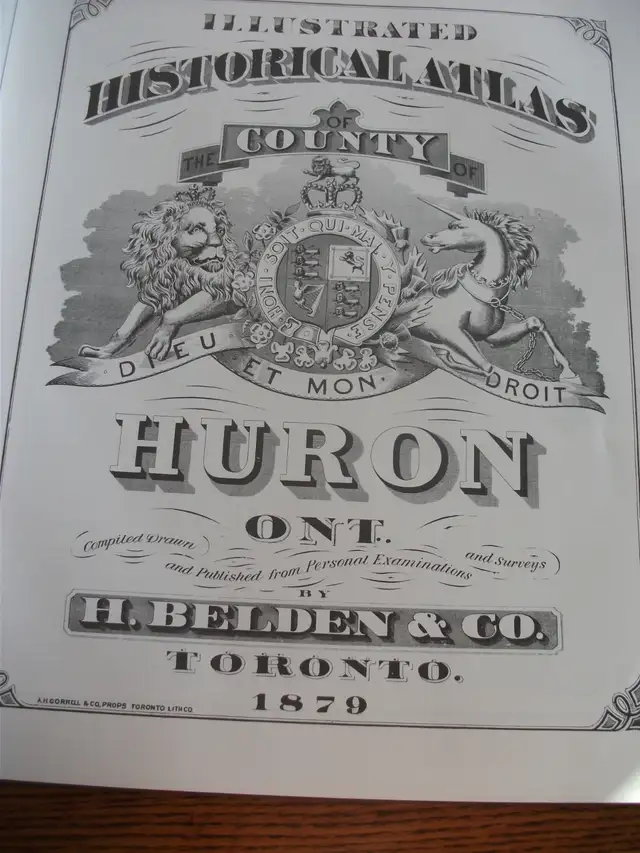 ILLUSTRATED
HISTORICAL ATLAS
OF
THE COUNTY OF
HONI · SOIT · QUI · MAL · Y · PENSE
DIEU ET MON · DROIT
HURON
ONT.
Compiled Drawn
and Published from Personal Examinations
and Surveys
BY
H. BELDEN & CO.
TORONTO.
1879